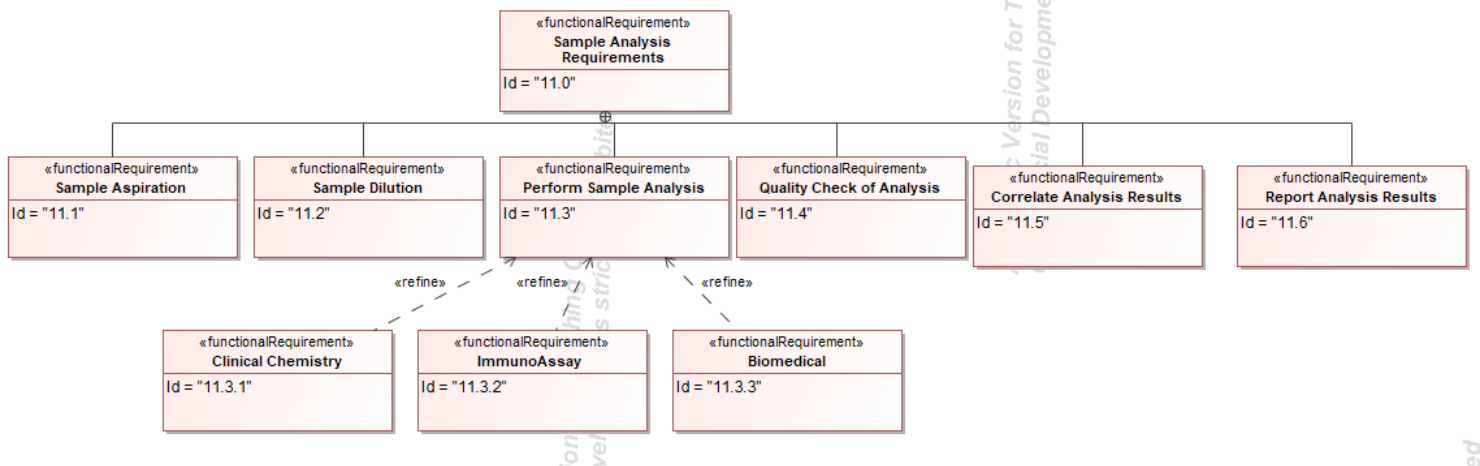 «functionalRequirement»
Sample Analysis
Requirements
Id = "11.0"
«functionalRequirement»
Sample Aspiration
Id = "11.1"
«functionalRequirement»
Sample Dilution
Id = "11.2"
«functionalRequirement»
Perform Sample Analysis
Id = "11.3"
«functionalRequirement»
Quality Check of Analysis
Id = "11.4"
«functionalRequirement»
Correlate Analysis Results
Id = "11.5"
«functionalRequirement»
Report Analysis Results
Id = "11.6"
«refine»
«refine»
«refine»
«functionalRequirement»
Clinical Chemistry
Id = "11.3.1"
«functionalRequirement»
ImmunoAssay
Id = "11.3.2"
«functionalRequirement»
Biomedical
Id = "11.3.3"